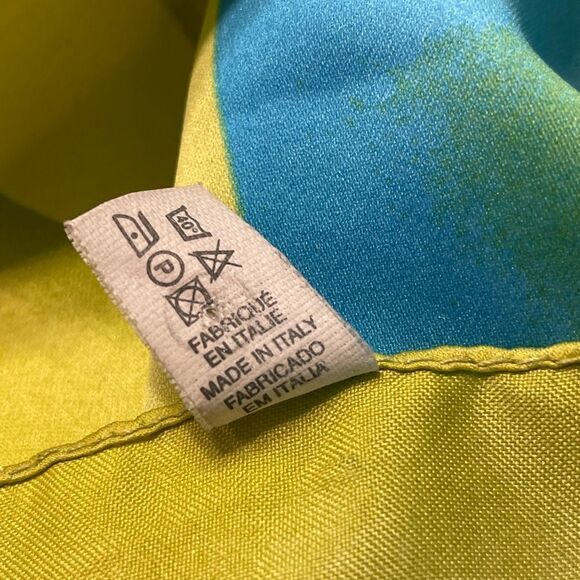 40°
P
FABRIQUÉ
EN ITALIE
MADE IN ITALY
FABRICADO
EM ITALIA